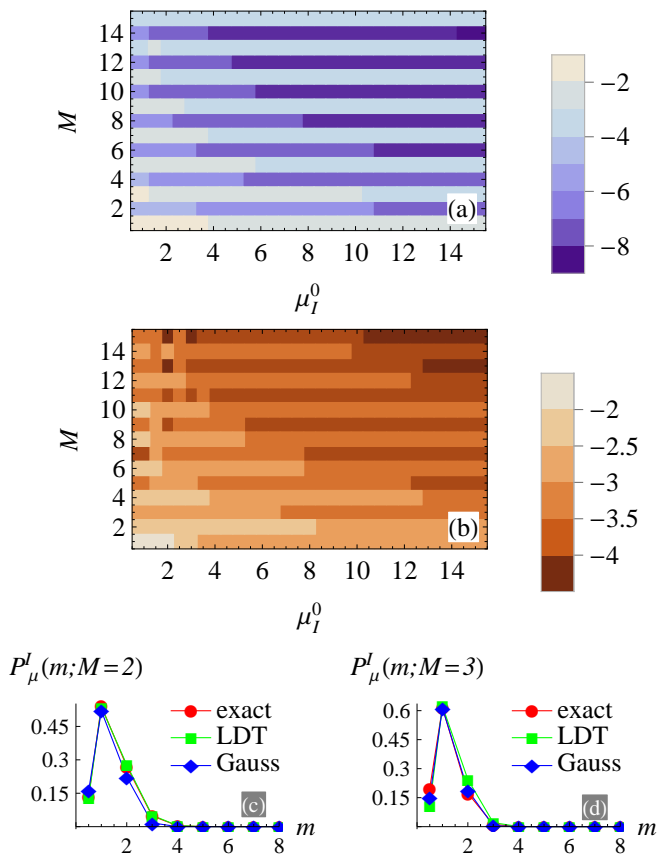 14
12
10
8
6
4
2
M
(a)
2 4 6 8 10 12 14
μ_I^0
−2
−4
−6
−8
14
12
10
8
6
4
2
M
(b)
2 4 6 8 10 12 14
μ_I^0
−2
−2.5
−3
−3.5
−4
P_μ^I(m;M=2)
0.45
0.3
0.15
exact
LDT
Gauss
(c)
2 4 6 8 m
P_μ^I(m;M=3)
0.6
0.45
0.3
0.15
exact
LDT
Gauss
(d)
2 4 6 8 m